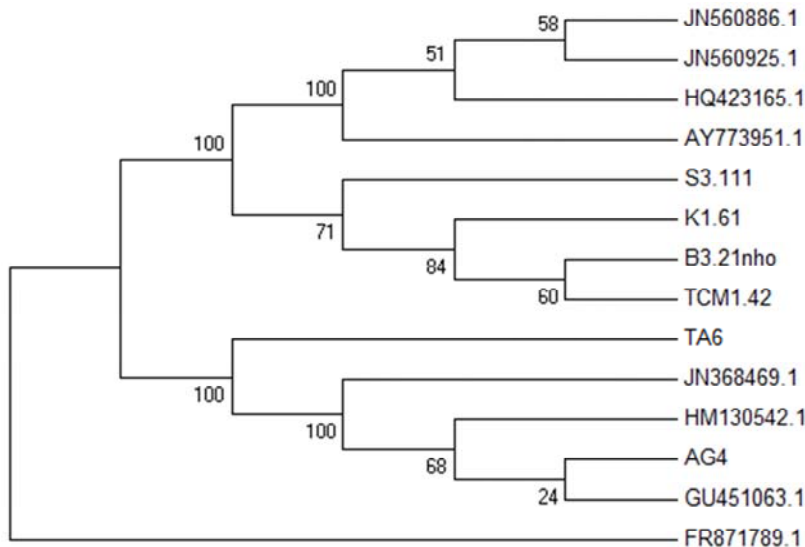 58
JN560886.1
51
JN560925.1
100
HQ423165.1
100
AY773951.1
S3.111
71
K1.61
84
B3.21nho
60
TCM1.42
TA6
100
JN368469.1
100
HM130542.1
68
AG4
24
GU451063.1
FR871789.1